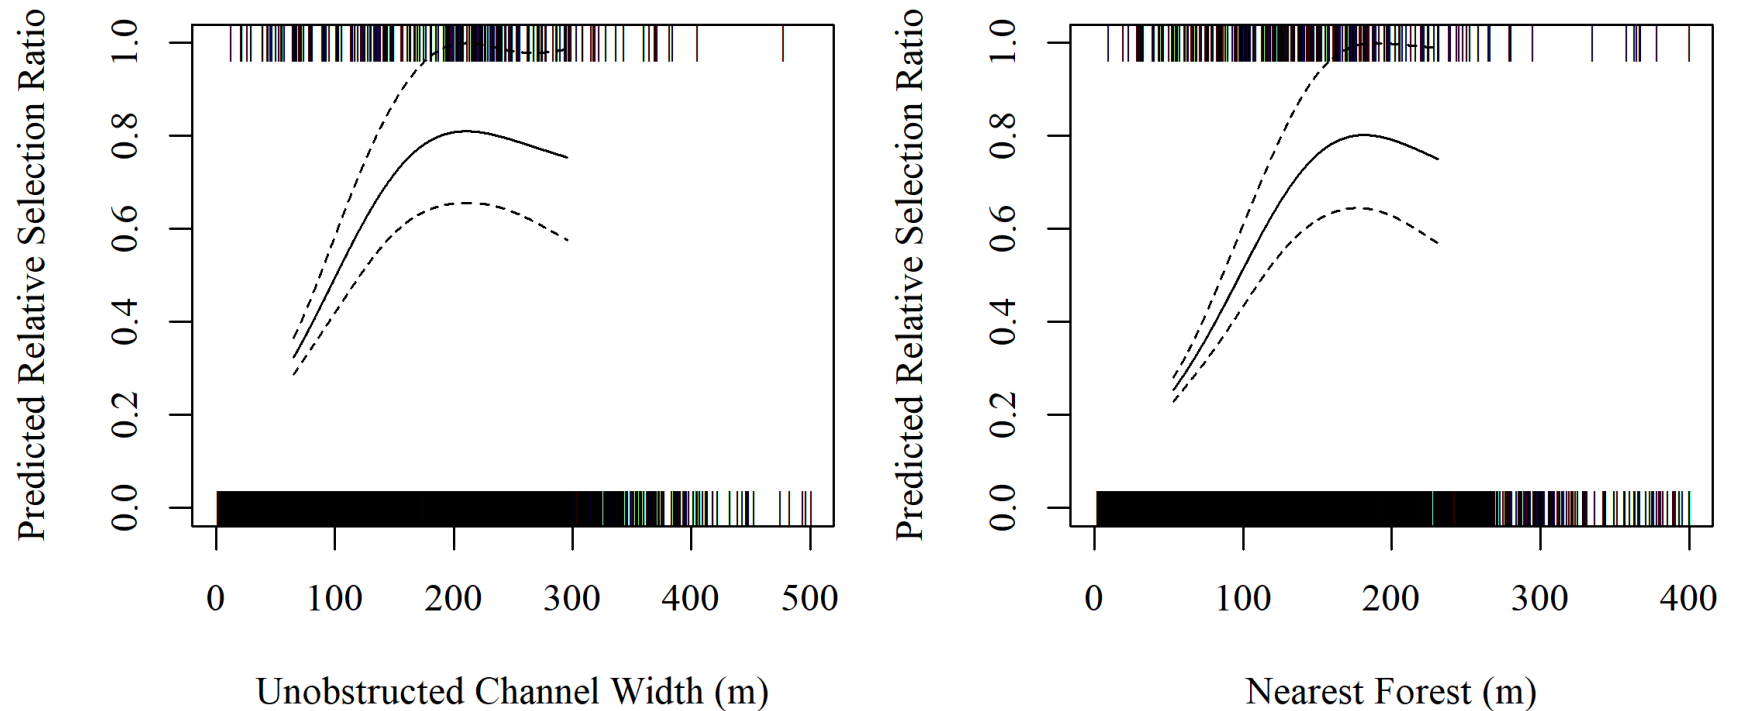 Predicted Relative Selection Ratio
1.0
0.8
0.6
0.4
0.2
0.0
0 100 200 300 400 500
Unobstructed Channel Width (m)
Predicted Relative Selection Ratio
1.0
0.8
0.6
0.4
0.2
0.0
0 100 200 300 400
Nearest Forest (m)